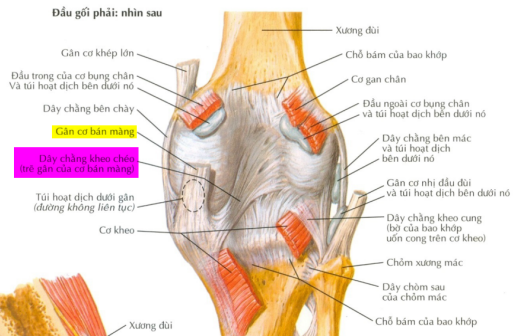 Đầu gối phải: nhìn sau
Xương đùi
Gân cơ khép lớn
Chỗ bám của bao khớp
Đầu trong của cơ bụng chân
Và túi hoạt dịch bên dưới nó
Cơ gan chân
Dây chằng bên chày
Đầu ngoài cơ bụng chân
và túi hoạt dịch bên dưới nó
Gân cơ bán màng
Dây chằng bên mác
và túi hoạt dịch
bên dưới nó
Dây chằng kheo chéo
(trẽ gân của cơ bán màng)
Gân cơ nhị đầu đùi
và túi hoạt dịch bên dưới nó
Túi hoạt dịch dưới gân
(đường không liên tục)
Dây chằng kheo cung
(bờ của bao khớp
uốn cong trên cơ kheo)
Cơ kheo
Chỏm xương mác
Dây chòm sau
của chỏm mác
Chỗ bám của bao khớp
Xương đùi